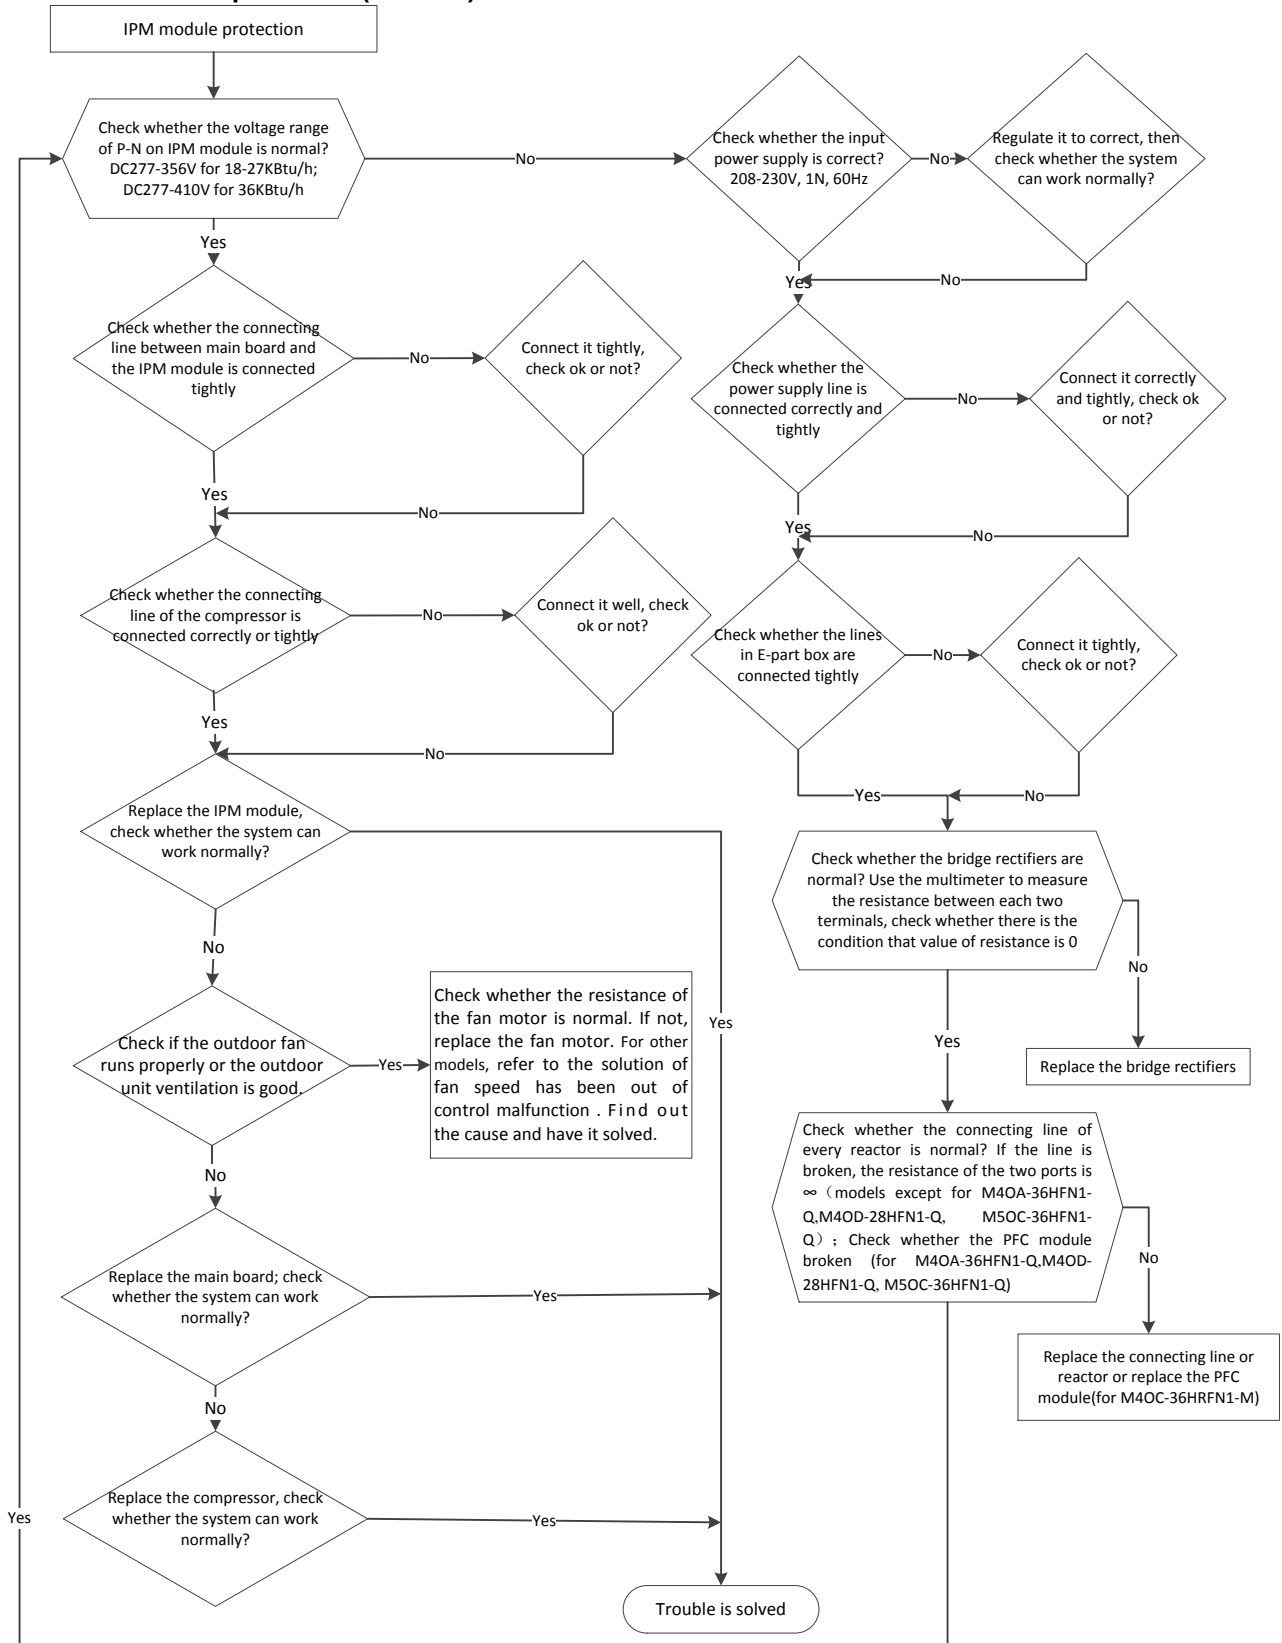 IPM module protection
Check whether the voltage range
of P-N on IPM module is normal?
DC277-356V for 18-27KBtu/h;
DC277-410V for 36KBtu/h
No
Check whether the input
power supply is correct?
208-230V, 1N, 60Hz
No
Regulate it to correct, then
check whether the system
can work normally?
Yes
Yes
No
Check whether the connecting
line between main board and
the IPM module is connected
tightly
No
Connect it tightly,
check ok or not?
Check whether the
power supply line is
connected correctly and
tightly
No
Connect it correctly
and tightly, check ok
or not?
Yes
No
Yes
No
Check whether the connecting
line of the compressor is
connected correctly or tightly
No
Connect it well, check
ok or not?
Check whether the lines
in E-part box are
connected tightly
No
Connect it tightly,
check ok or not?
Yes
No
Yes
No
Replace the IPM module,
check whether the system can
work normally?
Check whether the bridge rectifiers are
normal? Use the multimeter to measure
the resistance between each two
terminals, check whether there is the
condition that value of resistance is 0
No
No
Check if the outdoor fan
runs properly or the outdoor
unit ventilation is good.
Yes
Check whether the resistance of
the fan motor is normal. If not,
replace the fan motor. For other
models, refer to the solution of
fan speed has been out of
control malfunction . Find out
the cause and have it solved.
Yes
Yes
Replace the bridge rectifiers
No
Check whether the connecting line of
every reactor is normal? If the line is
broken, the resistance of the two ports is
∞（models except for M4OA-36HFN1-
Q,M4OD-28HFN1-Q, M5OC-36HFN1-
Q）; Check whether the PFC module
broken (for M4OA-36HFN1-Q,M4OD-
28HFN1-Q, M5OC-36HFN1-Q)
No
Replace the main board; check
whether the system can work
normally?
Yes
Replace the connecting line or
reactor or replace the PFC
module(for M4OC-36HRFN1-M)
No
Replace the compressor, check
whether the system can work
normally?
Yes
Yes
Trouble is solved